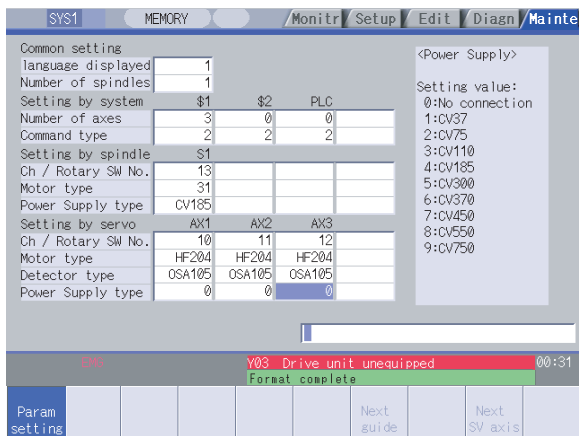 SYS1 MEMORY Monitr Setup Edit Diagn Mainte
Common setting
language displayed 1
Number of spindles 1
Setting by system $1 $2 PLC
Number of axes 3 0 0
Command type 2 2 2
Setting by spindle S1
Ch / Rotary SW No. 13
Motor type 31
Power Supply type CV185
Setting by servo AX1 AX2 AX3
Ch / Rotary SW No. 10 11 12
Motor type HF204 HF204 HF204
Detector type OSA105 OSA105 OSA105
Power Supply type 0 0 0
<Power Supply>
Setting value:
0:No connection
1:CV37
2:CV75
3:CV110
4:CV185
5:CV300
6:CV370
7:CV450
8:CV550
9:CV750
Y03 Drive unit unequipped 00:31
Format complete
Param setting
Next guide
Next SV axis